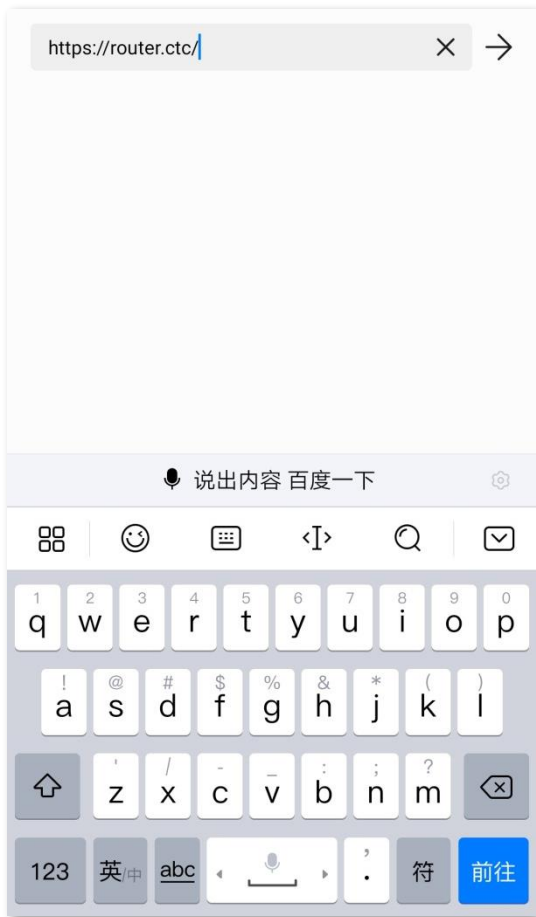 https://router.ctc/
说出内容 百度一下
1 2 3 4 5 6 7 8 9 0
q w e r t y u i o p
! @ # $ % & * ( )
a s d f g h j k l
' / - _ : ; ?
z x c v b n m
123 英/中 abc , . 符 前往